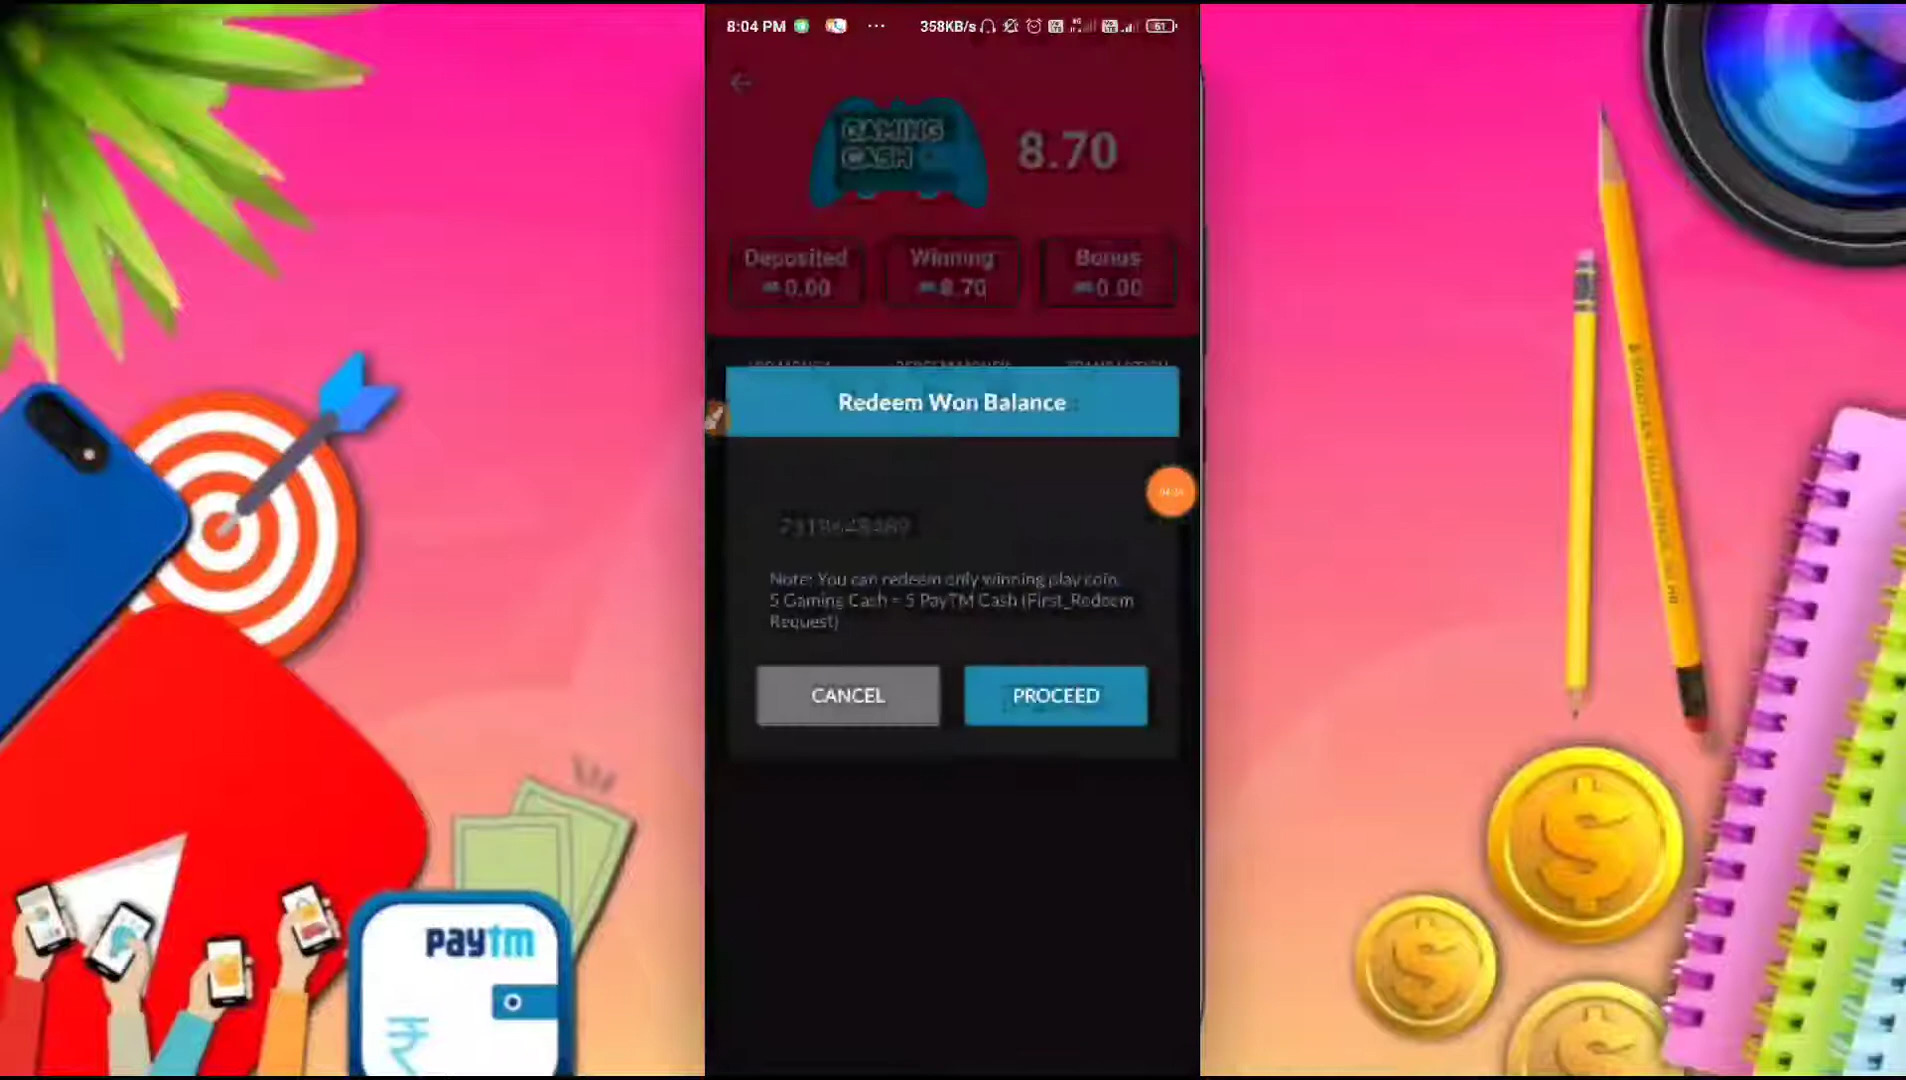 8:04 PM ... 358KB/s 51
GAMING
CASH
8.70
Deposited
0.00
Winning
8.70
Bonus
0.00
Redeem Won Balance
Note: You can redeem only winning play coin.
5 Gaming Cash = 5 PayTM Cash (First_Redeem
Request)
CANCEL
PROCEED
paytm
₹